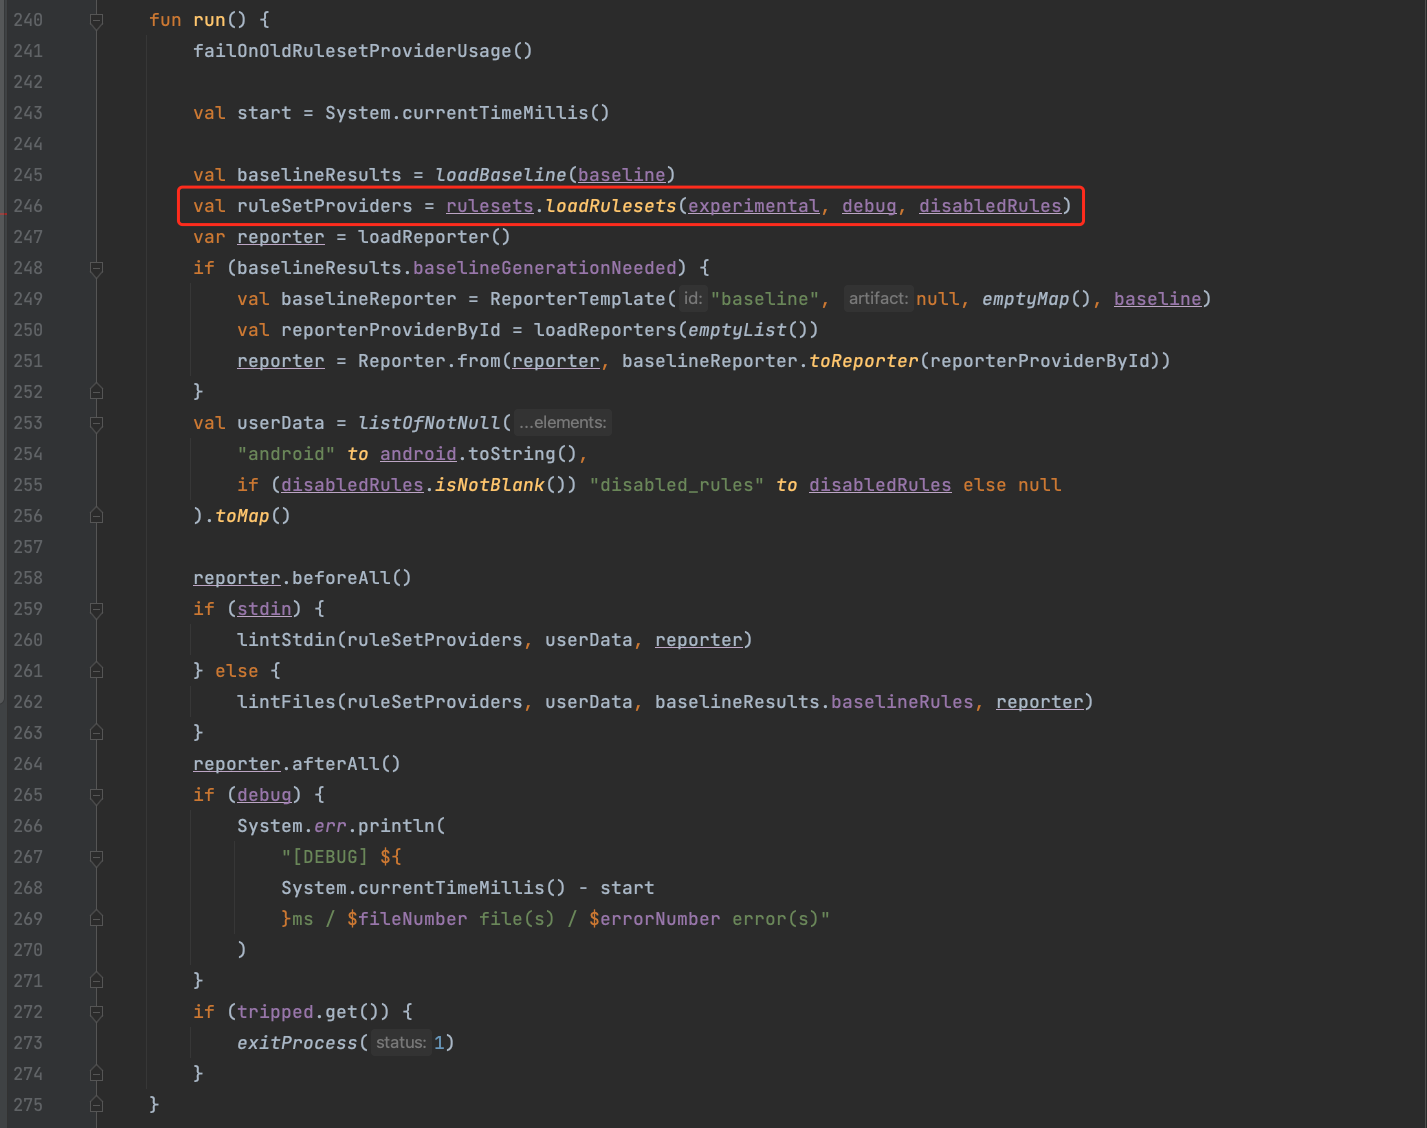 240 fun run() {
241 failOnOldRulesetProviderUsage()
242
243 val start = System.currentTimeMillis()
244
245 val baselineResults = loadBaseline(baseline)
246 val ruleSetProviders = rulesets.loadRulesets(experimental, debug, disabledRules)
247 var reporter = loadReporter()
248 if (baselineResults.baselineGenerationNeeded) {
249 val baselineReporter = ReporterTemplate( id: "baseline", artifact: null, emptyMap(), baseline)
250 val reporterProviderById = loadReporters(emptyList())
251 reporter = Reporter.from(reporter, baselineReporter.toReporter(reporterProviderById))
252 }
253 val userData = listOfNotNull( ...elements:
254 "android" to android.toString(),
255 if (disabledRules.isNotBlank()) "disabled_rules" to disabledRules else null
256 ).toMap()
257
258 reporter.beforeAll()
259 if (stdin) {
260 lintStdin(ruleSetProviders, userData, reporter)
261 } else {
262 lintFiles(ruleSetProviders, userData, baselineResults.baselineRules, reporter)
263 }
264 reporter.afterAll()
265 if (debug) {
266 System.err.println(
267 "[DEBUG] ${
268 System.currentTimeMillis() - start
269 }ms / $fileNumber file(s) / $errorNumber error(s)"
270 )
271 }
272 if (tripped.get()) {
273 exitProcess( status: 1)
274 }
275 }